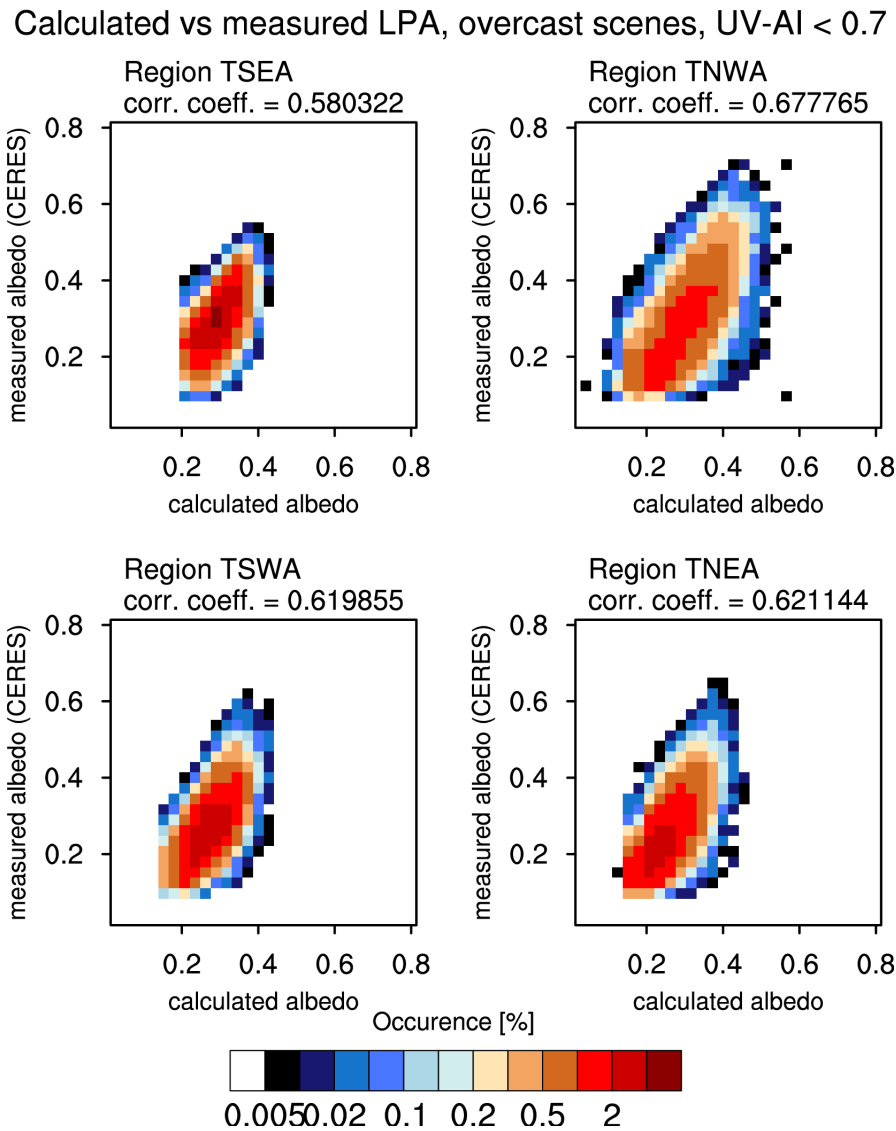 Calculated vs measured LPA, overcast scenes, UV-AI < 0.7
Region TSEA
corr. coeff. = 0.580322
measured albedo (CERES)
0.8
0.6
0.4
0.2
0.2 0.4 0.6 0.8
calculated albedo
Region TNWA
corr. coeff. = 0.677765
measured albedo (CERES)
0.8
0.6
0.4
0.2
0.2 0.4 0.6 0.8
calculated albedo
Region TSWA
corr. coeff. = 0.619855
measured albedo (CERES)
0.8
0.6
0.4
0.2
0.2 0.4 0.6 0.8
calculated albedo
Region TNEA
corr. coeff. = 0.621144
measured albedo (CERES)
0.8
0.6
0.4
0.2
0.2 0.4 0.6 0.8
calculated albedo
Occurence [%]
0.005 0.02 0.1 0.2 0.5 2